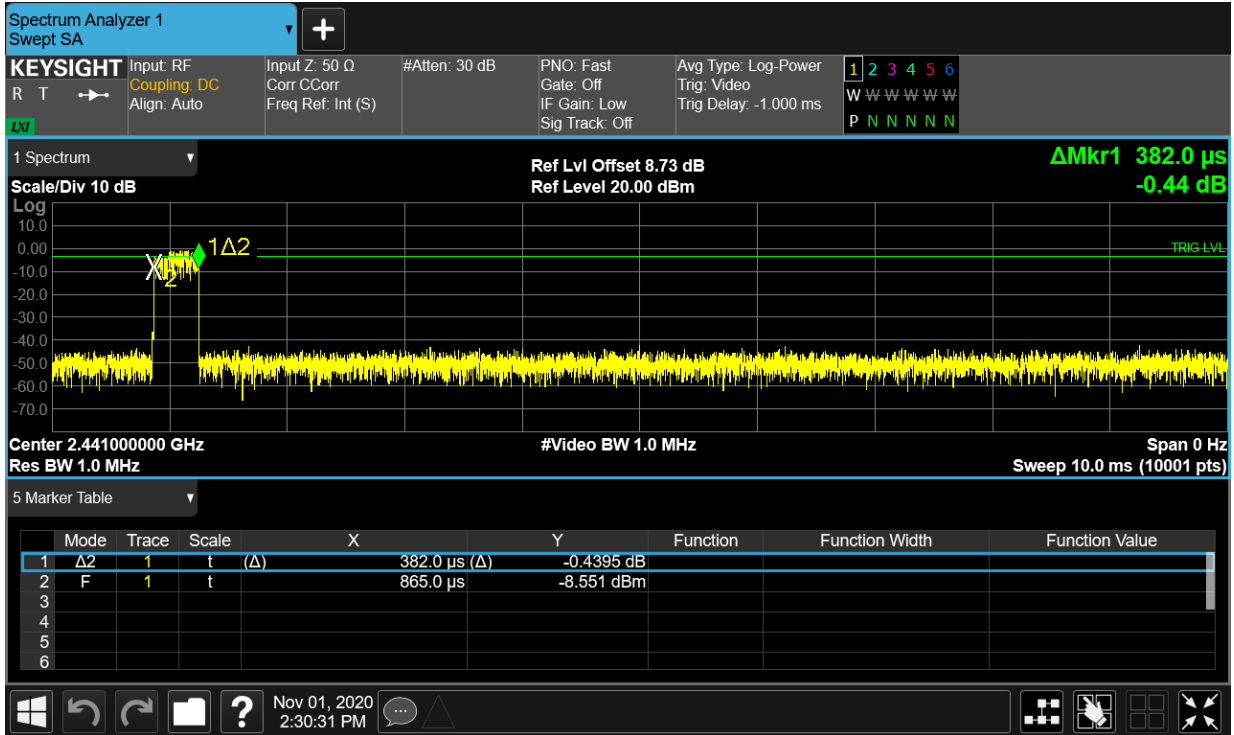 Spectrum Analyzer 1
Swept SA
KEYSIGHT
R T
LXI
Input: RF
Coupling: DC
Align: Auto
Input Z: 50 Ω
Corr CCorr
Freq Ref: Int (S)
#Atten: 30 dB
PNO: Fast
Gate: Off
IF Gain: Low
Sig Track: Off
Avg Type: Log-Power
Trig: Video
Trig Delay: -1.000 ms
1 2 3 4 5 6
W W W W W W
P N N N N N
1 Spectrum
Scale/Div 10 dB
Ref Lvl Offset 8.73 dB
Ref Level 20.00 dBm
ΔMkr1 382.0 µs
-0.44 dB
Log
10.0
0.00
-10.0
-20.0
-30.0
-40.0
-50.0
-60.0
-70.0
1Δ2
X
2
TRIG LVL
Center 2.441000000 GHz
#Video BW 1.0 MHz
Span 0 Hz
Res BW 1.0 MHz
Sweep 10.0 ms (10001 pts)
5 Marker Table
Mode Trace Scale X Y Function Function Width Function Value
1 Δ2 1 t (Δ) 382.0 µs (Δ) -0.4395 dB
2 F 1 t 865.0 µs -8.551 dBm
3
4
5
6
?
Nov 01, 2020
2:30:31 PM